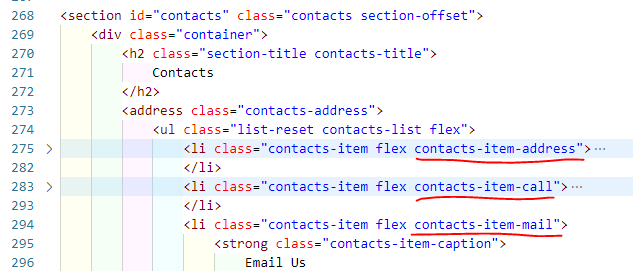 268 <section id="contacts" class="contacts section-offset">
269 <div class="container">
270 <h2 class="section-title contacts-title">
271 Contacts
272 </h2>
273 <address class="contacts-address">
274 <ul class="list-reset contacts-list flex">
275 <li class="contacts-item flex contacts-item-address">…
282 </li>
283 <li class="contacts-item flex contacts-item-call">…
293 </li>
294 <li class="contacts-item flex contacts-item-mail">
295 <strong class="contacts-item-caption">
296 Email Us